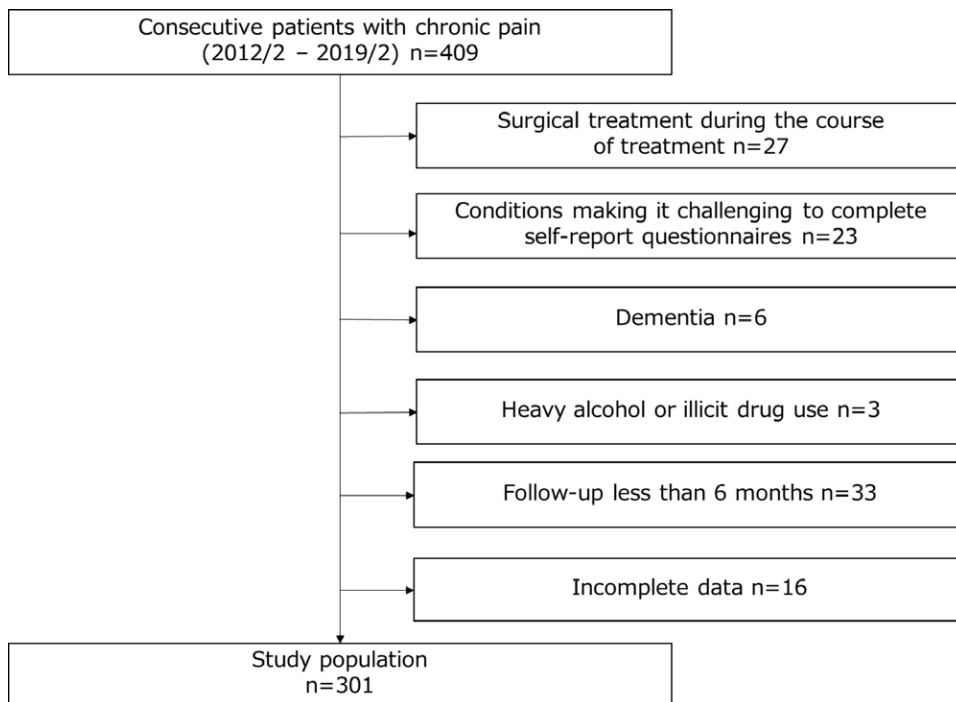 Consecutive patients with chronic pain
(2012/2 – 2019/2) n=409
Surgical treatment during the course
of treatment n=27
Conditions making it challenging to complete
self-report questionnaires n=23
Dementia n=6
Heavy alcohol or illicit drug use n=3
Follow-up less than 6 months n=33
Incomplete data n=16
Study population
n=301